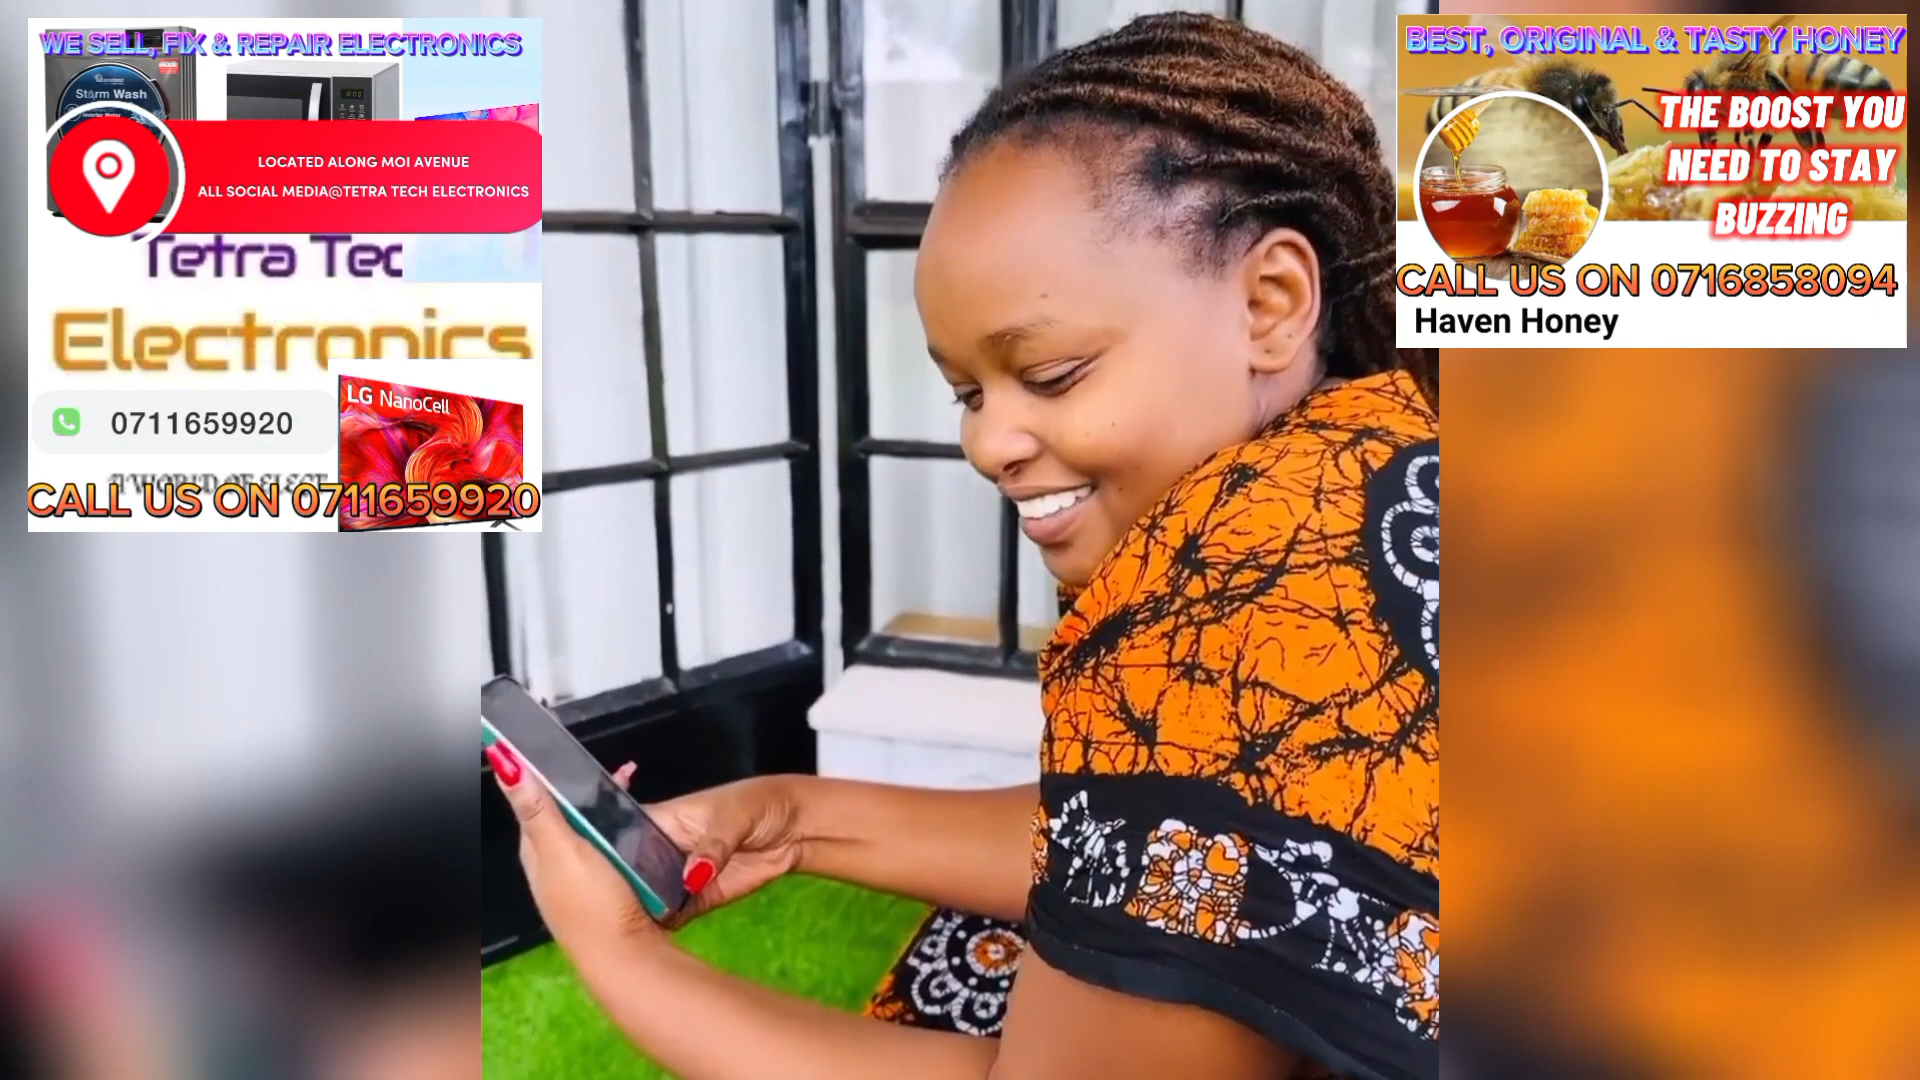 WE SELL, FIX & REPAIR ELECTRONICS
Storm Wash
LOCATED ALONG MOI AVENUE
ALL SOCIAL MEDIA@TETRA TECH ELECTRONICS
Tetra Tec
Electronics
LG NanoCell
0711659920
CALL US ON 0711659920
BEST, ORIGINAL & TASTY HONEY
THE BOOST YOU
NEED TO STAY
BUZZING
CALL US ON 0716858094
Haven Honey